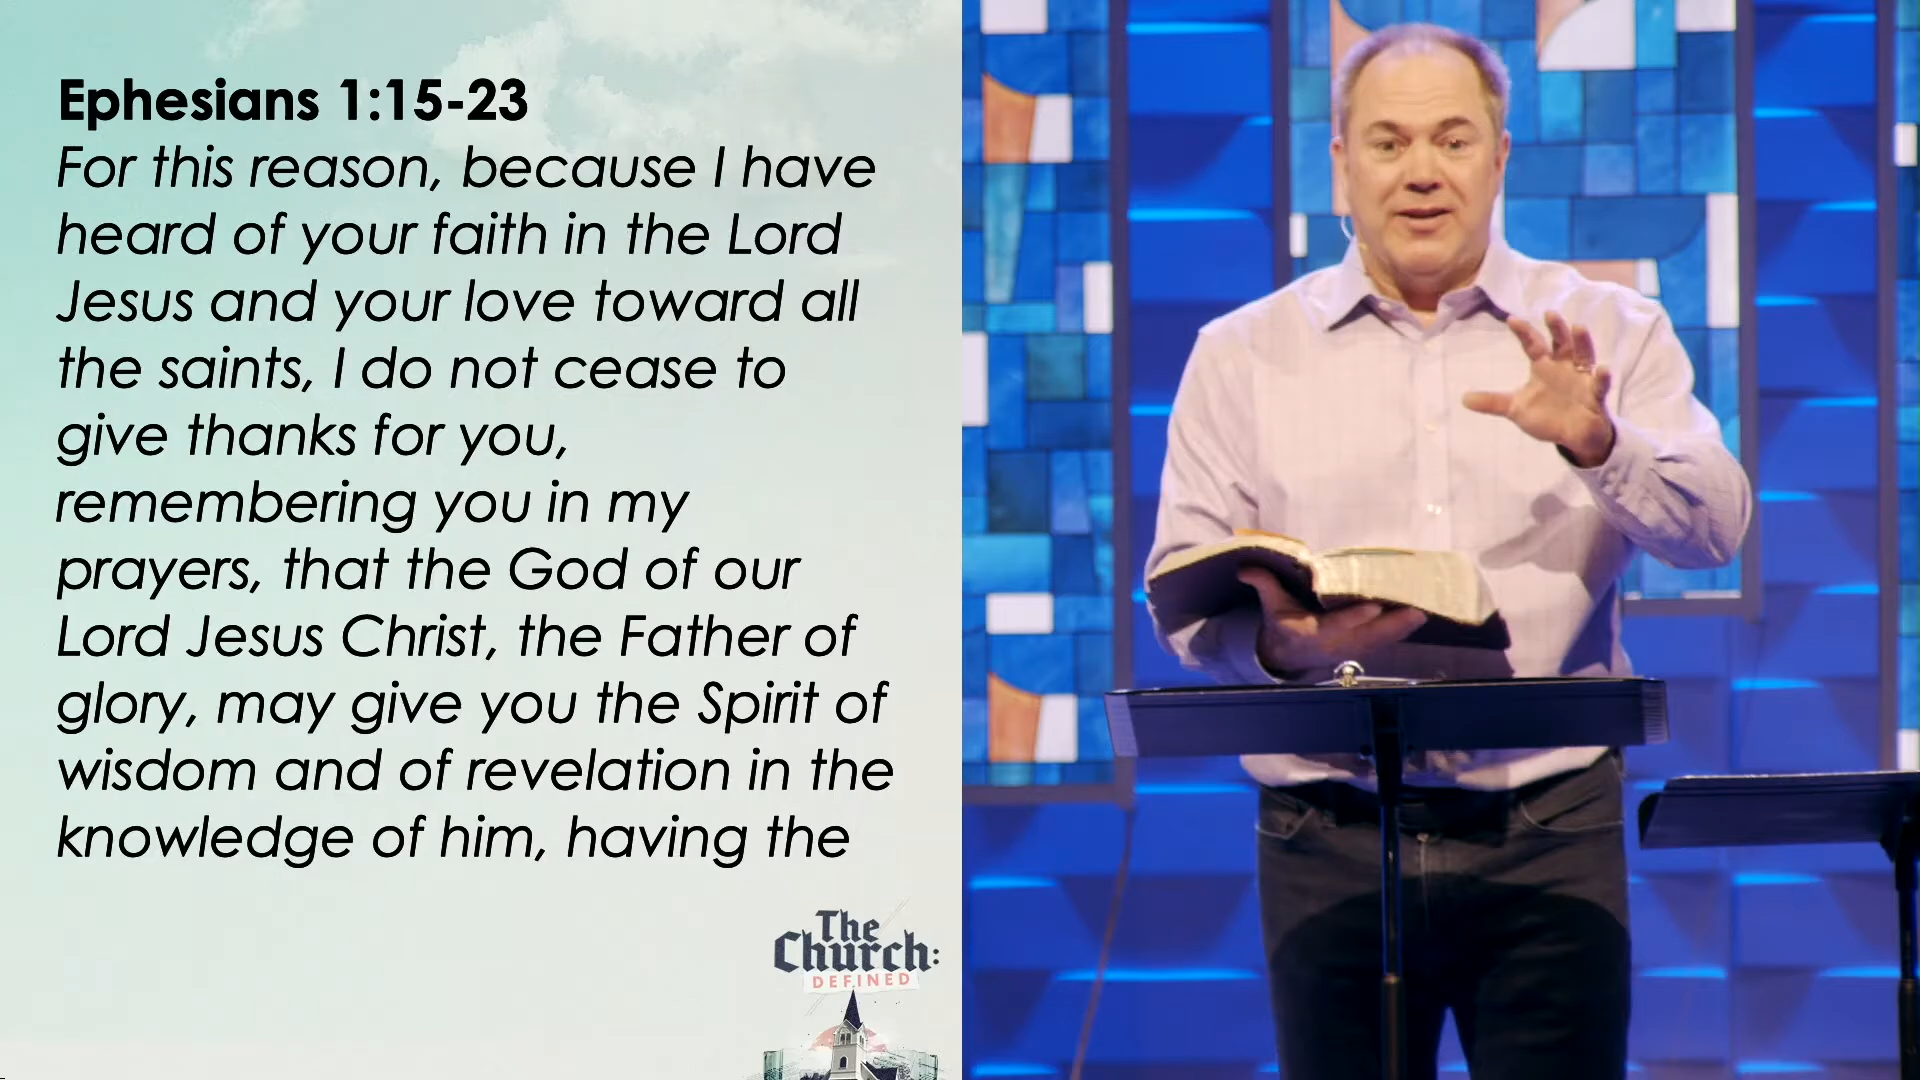 Ephesians 1:15-23
For this reason, because I have
heard of your faith in the Lord
Jesus and your love toward all
the saints, I do not cease to
give thanks for you,
remembering you in my
prayers, that the God of our
Lord Jesus Christ, the Father of
glory, may give you the Spirit of
wisdom and of revelation in the
knowledge of him, having the
The
Church:
DEFINED